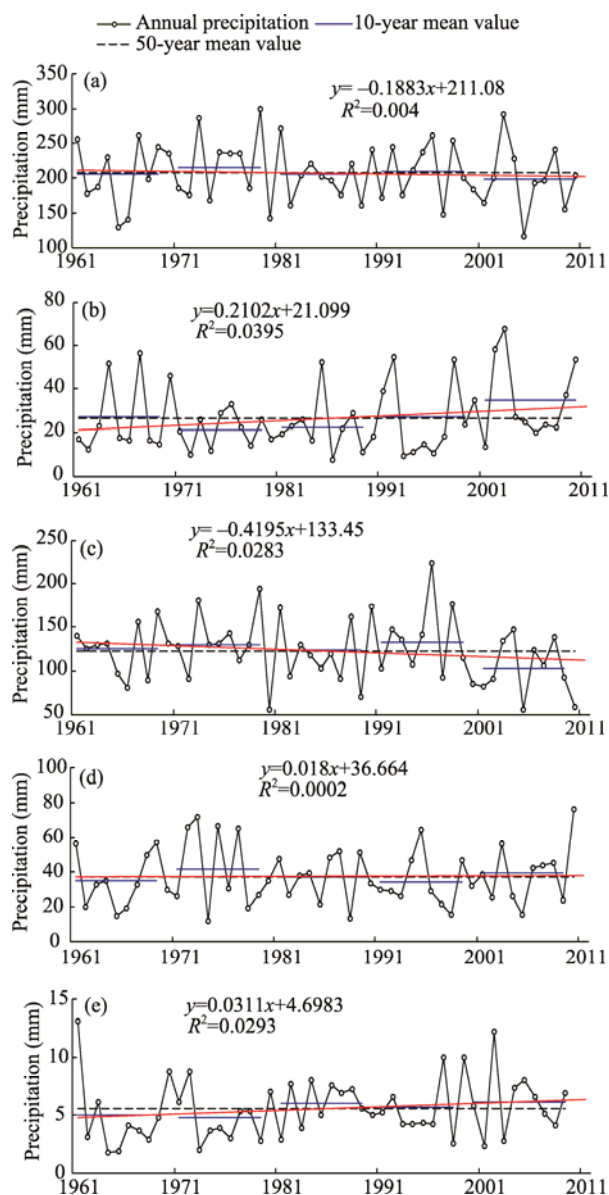 Annual precipitation 10-year mean value
50-year mean value
(a)
y= –0.1883x+211.08
R²=0.004
Precipitation (mm)
350
300
250
200
150
100
1961 1971 1981 1991 2001 2011
(b)
y=0.2102x+21.099
R²=0.0395
Precipitation (mm)
80
60
40
20
0
1961 1971 1981 1991 2001 2011
(c)
y= –0.4195x+133.45
R²=0.0283
Precipitation (mm)
250
200
150
100
50
1961 1971 1981 1991 2001 2011
(d)
y=0.018x+36.664
R²=0.0002
Precipitation (mm)
100
80
60
40
20
0
1961 1971 1981 1991 2001 2011
(e)
y=0.0311x+4.6983
R²=0.0293
Precipitation (mm)
15
10
5
0
1961 1971 1981 1991 2001 2011